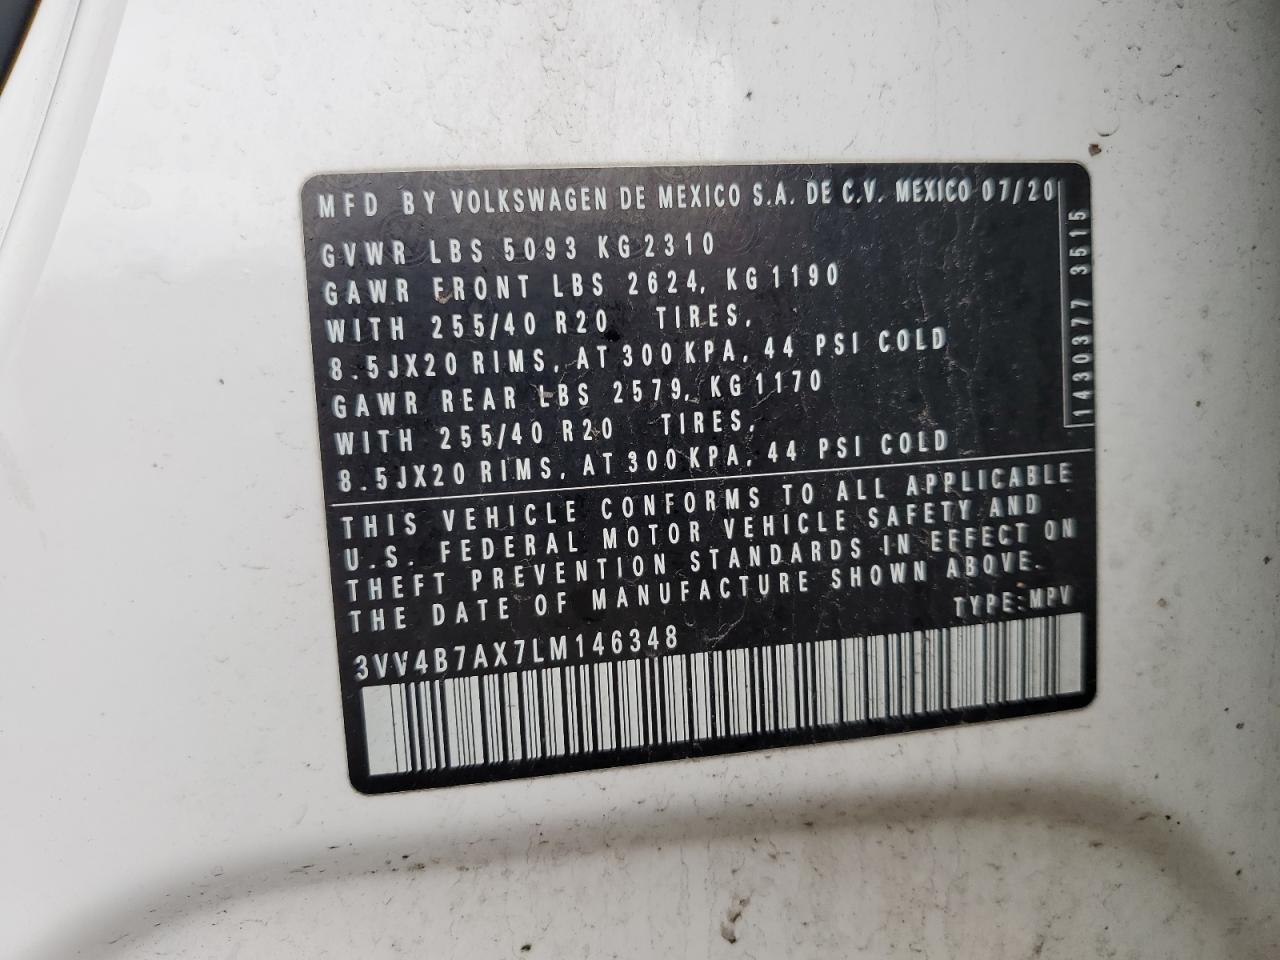 MFD BY VOLKSWAGEN DE MEXICO S.A. DE C.V. MEXICO 07/20
GVWR LBS 5093 KG 2310
GAWR FRONT LBS 2624, KG 1190
WITH 255/40 R20 TIRES,
8.5JX20 RIMS, AT 300 KPA, 44 PSI COLD
GAWR REAR LBS 2579, KG 1170
WITH 255/40 R20 TIRES,
8.5JX20 RIMS, AT 300 KPA, 44 PSI COLD
1430377 3515
THIS VEHICLE CONFORMS TO ALL APPLICABLE
U.S. FEDERAL MOTOR VEHICLE SAFETY AND
THEFT PREVENTION STANDARDS IN EFFECT ON
THE DATE OF MANUFACTURE SHOWN ABOVE.
TYPE: MPV
3VV4B7AX7LM146348